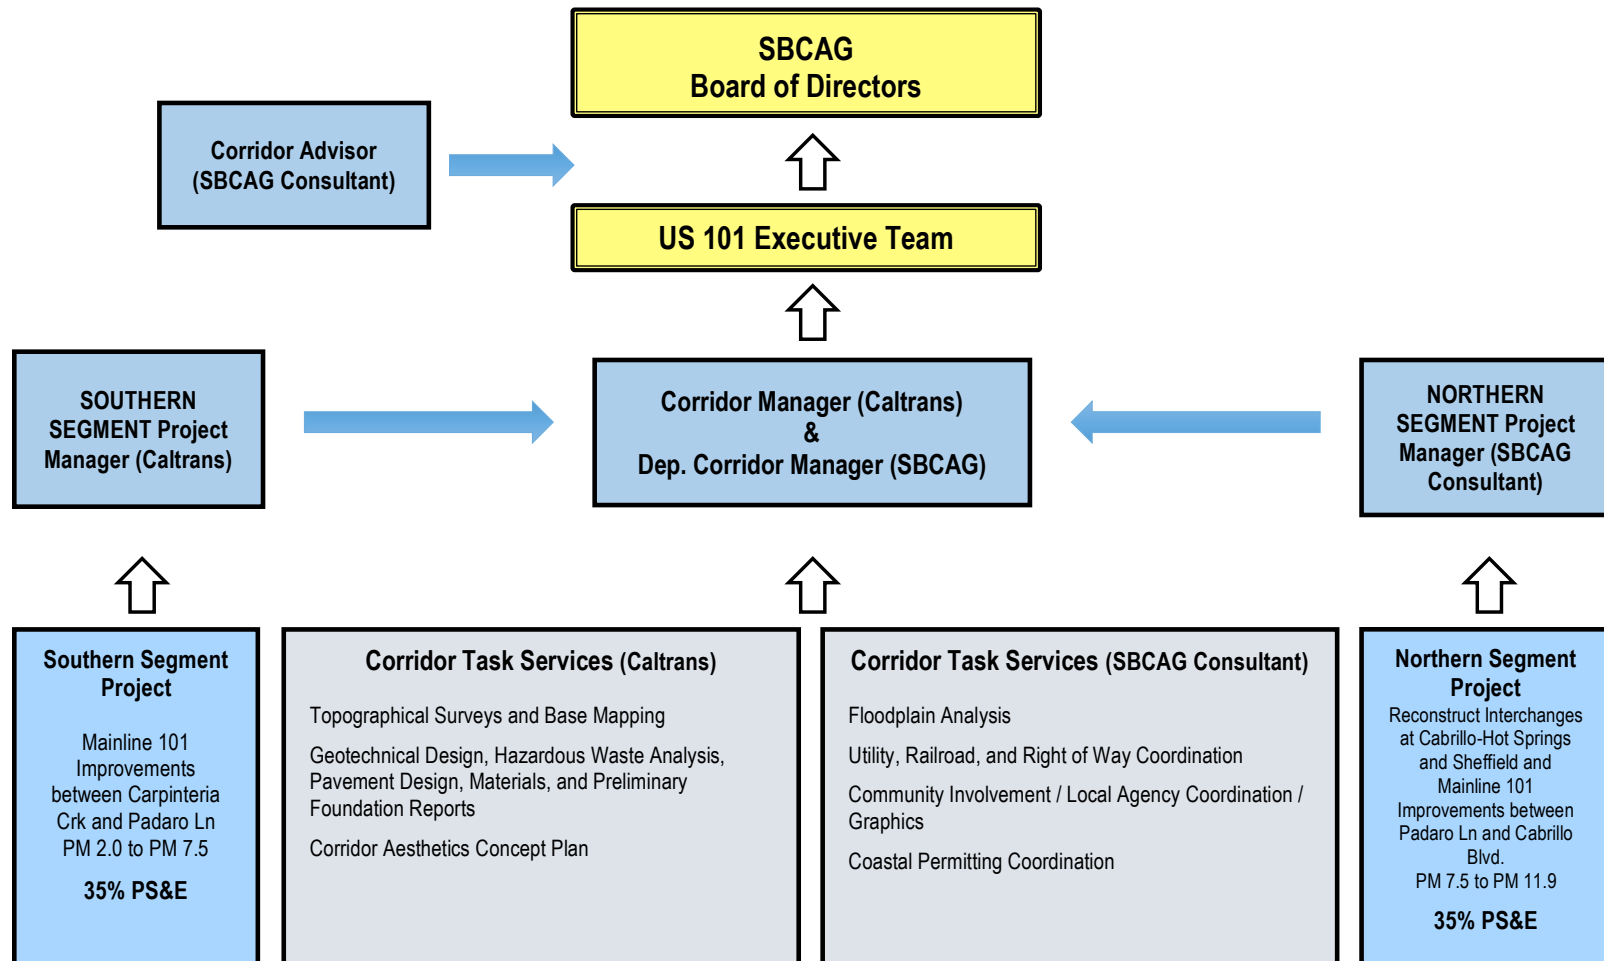 SBCAG
Board of Directors
Corridor Advisor
(SBCAG Consultant)
US 101 Executive Team
SOUTHERN
SEGMENT Project
Manager (Caltrans)
Corridor Manager (Caltrans)
&
Dep. Corridor Manager (SBCAG)
NORTHERN
SEGMENT Project
Manager (SBCAG
Consultant)
Southern Segment
Project
Mainline 101
Improvements
between Carpinteria
Crk and Padaro Ln
PM 2.0 to PM 7.5
35% PS&E
Corridor Task Services (Caltrans)
Topographical Surveys and Base Mapping
Geotechnical Design, Hazardous Waste Analysis,
Pavement Design, Materials, and Preliminary
Foundation Reports
Corridor Aesthetics Concept Plan
Corridor Task Services (SBCAG Consultant)
Floodplain Analysis
Utility, Railroad, and Right of Way Coordination
Community Involvement / Local Agency Coordination /
Graphics
Coastal Permitting Coordination
Northern Segment
Project
Reconstruct Interchanges
at Cabrillo-Hot Springs
and Sheffield and
Mainline 101
Improvements between
Padaro Ln and Cabrillo
Blvd.
PM 7.5 to PM 11.9
35% PS&E